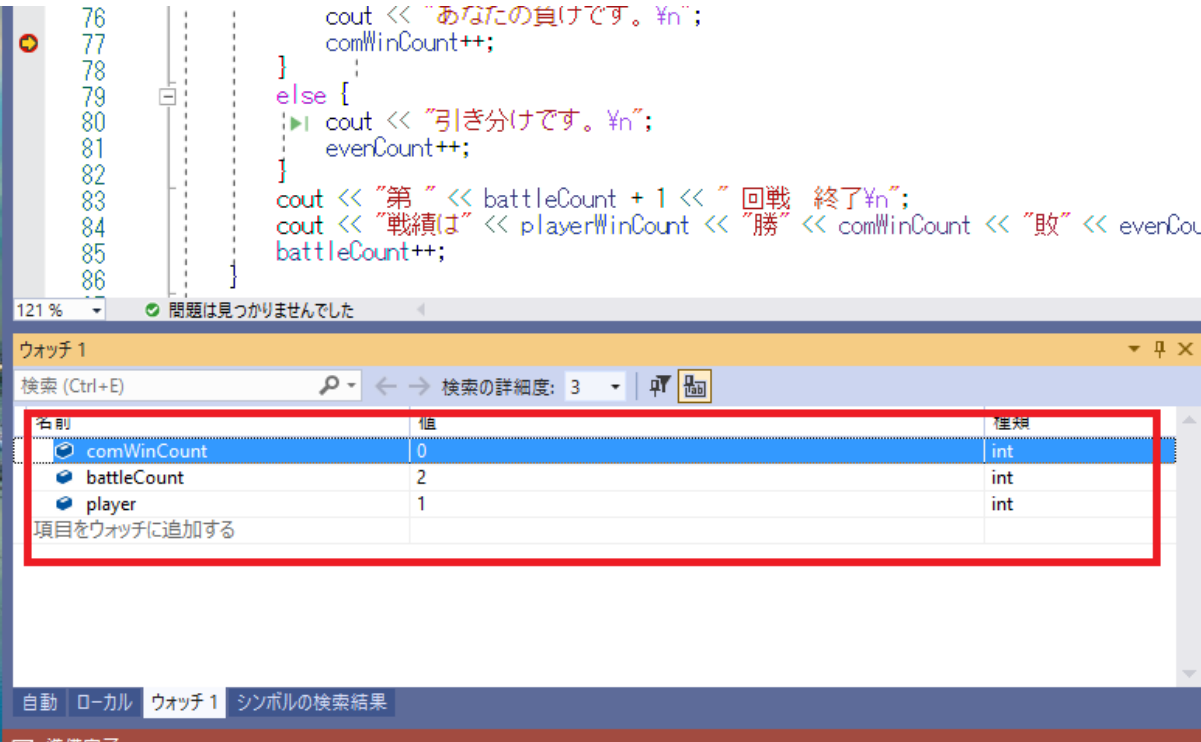 76 cout << "あなたの負けです。¥n";
77 comWinCount++;
78 }
79 else {
80 cout << "引き分けです。¥n";
81 evenCount++;
82 }
83 cout << "第 " << battleCount + 1 << " 回戦　終了¥n";
84 cout << "戦績は" << playerWinCount << "勝" << comWinCount << "敗" << evenCou
85 battleCount++;
86 }
121 % 問題は見つかりませんでした
ウォッチ 1
検索 (Ctrl+E) 検索の詳細度: 3
名前 値 種類
comWinCount 0 int
battleCount 2 int
player 1 int
項目をウォッチに追加する
自動 ローカル ウォッチ 1 シンボルの検索結果